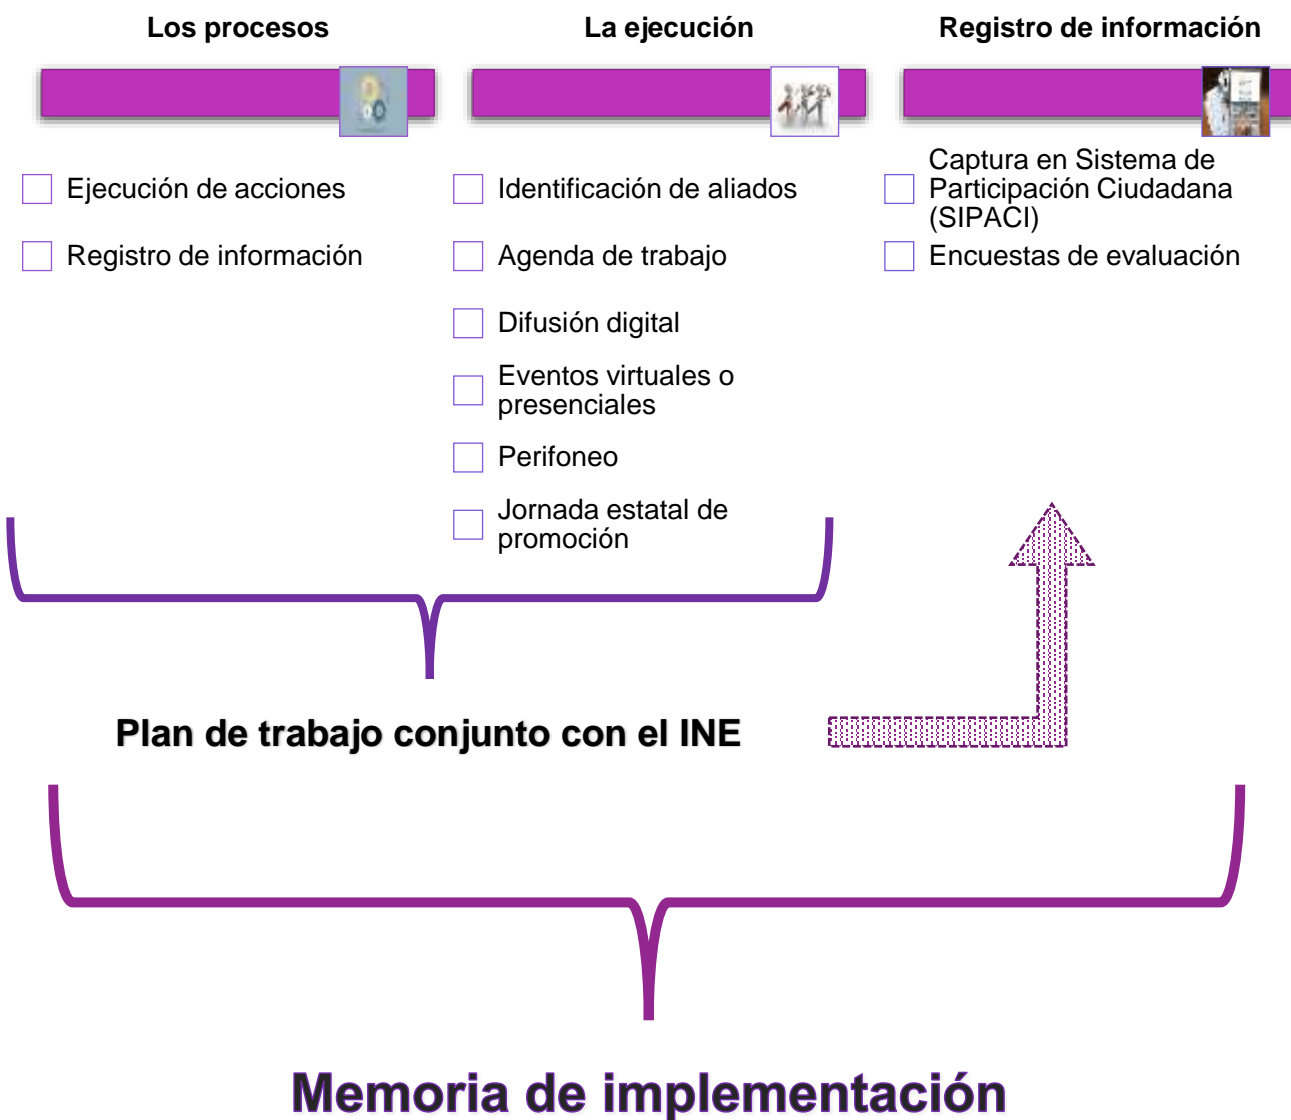 Los procesos
Ejecución de acciones
Registro de información
La ejecución
Identificación de aliados
Agenda de trabajo
Difusión digital
Eventos virtuales o
presenciales
Perifoneo
Jornada estatal de
promoción
Registro de información
Captura en Sistema de
Participación Ciudadana
(SIPACI)
Encuestas de evaluación
Plan de trabajo conjunto con el INE
Memoria de implementación